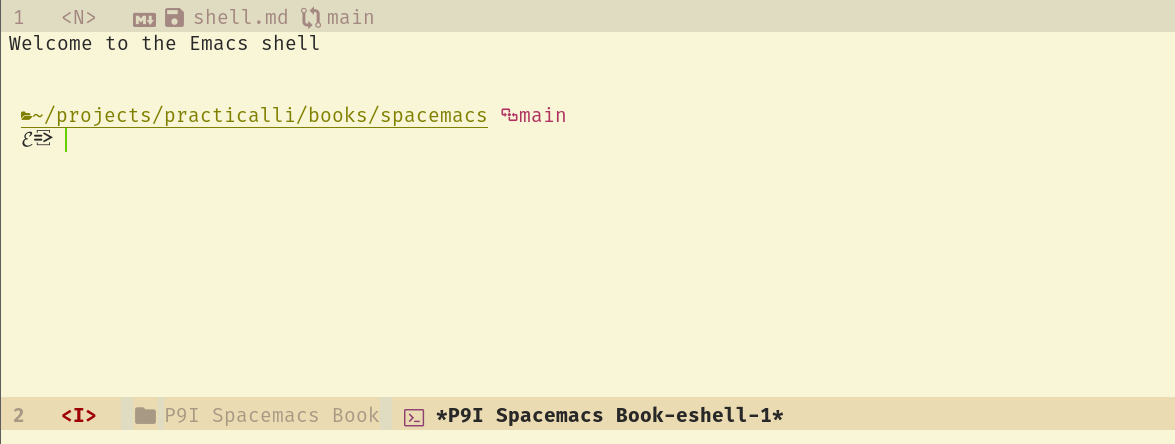 1 <N> M↓ shell.md main
Welcome to the Emacs shell
~/projects/practicalli/books/spacemacs main
ℰ=>
2 <I> P9I Spacemacs Book *P9I Spacemacs Book-eshell-1*